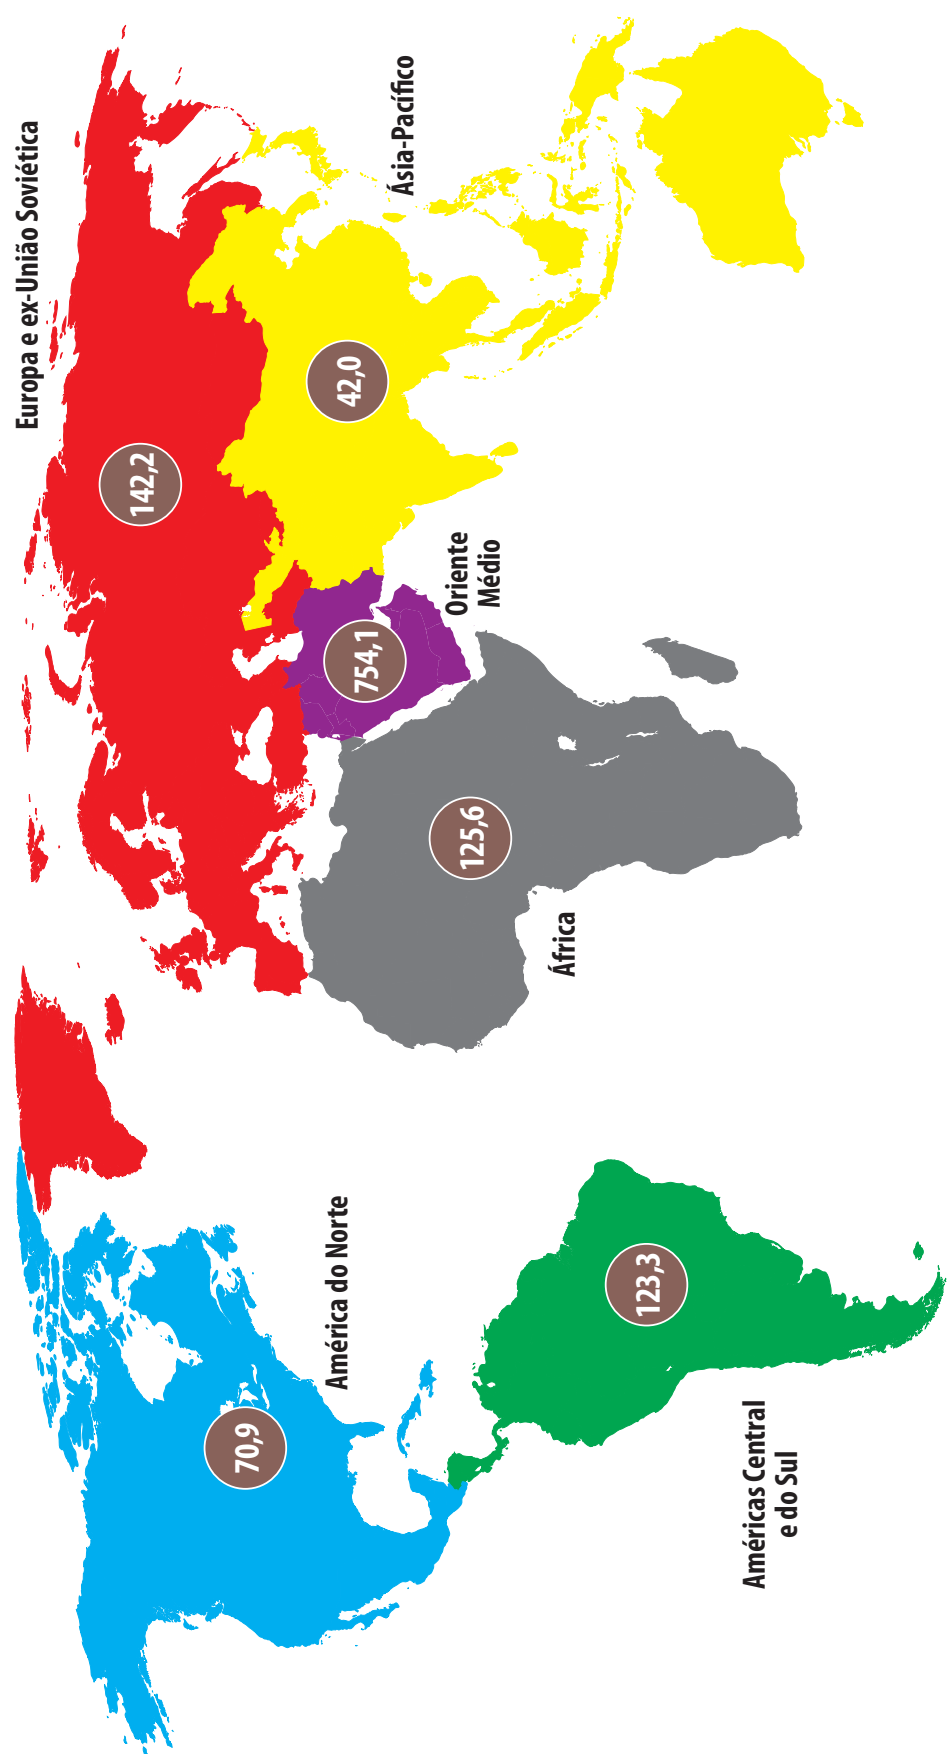 Europa e ex-União Soviética
142,2
América do Norte
70,9
Ásia-Pacífico
42,0
Oriente
Médio
754,1
África
125,6
Américas Central
e do Sul
123,3